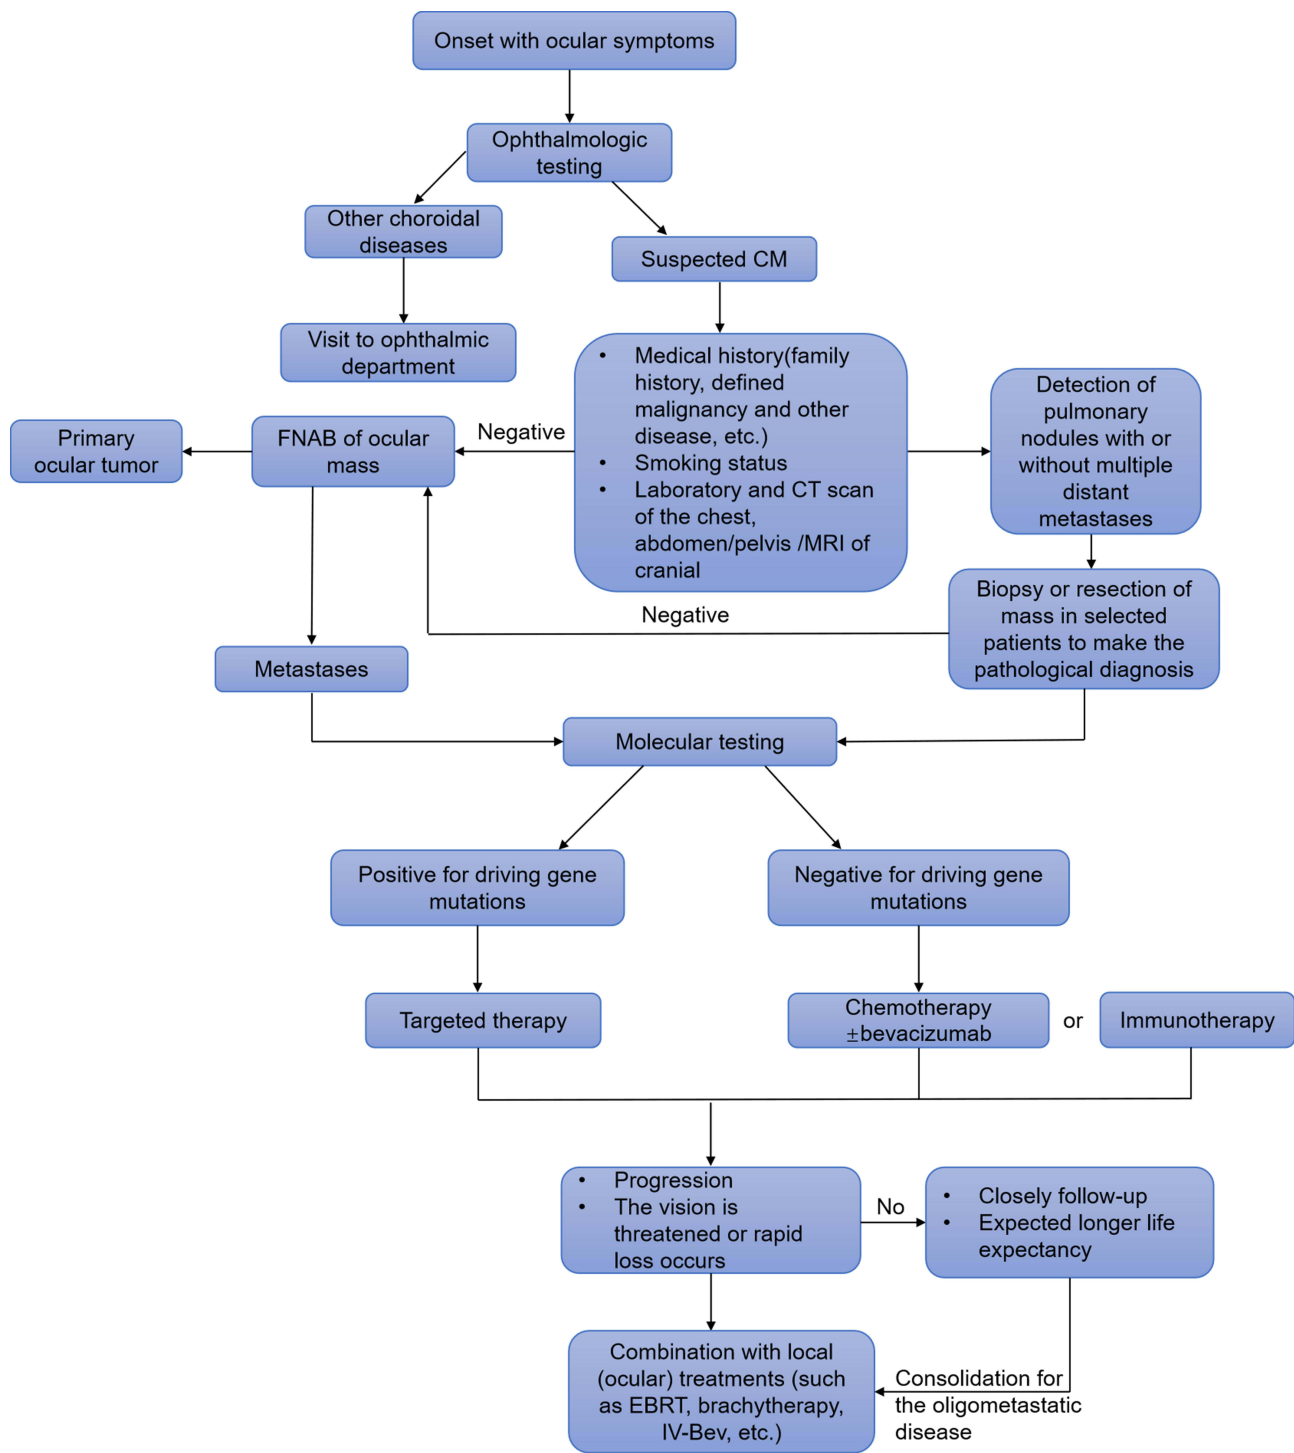 Onset with ocular symptoms
Ophthalmologic
testing
Other choroidal
diseases
Suspected CM
Visit to ophthalmic
department
• Medical history(family
history, defined
malignancy and other
disease, etc.)
• Smoking status
• Laboratory and CT scan
of the chest,
abdomen/pelvis /MRI of
cranial
Detection of
pulmonary
nodules with or
without multiple
distant
metastases
Negative
FNAB of ocular
mass
Primary
ocular tumor
Biopsy or resection of
mass in selected
patients to make the
pathological diagnosis
Negative
Metastases
Molecular testing
Positive for driving gene
mutations
Negative for driving gene
mutations
Targeted therapy
Chemotherapy
±bevacizumab
or
Immunotherapy
• Progression
• The vision is
threatened or rapid
loss occurs
No
• Closely follow-up
• Expected longer life
expectancy
Combination with local
(ocular) treatments (such
as EBRT, brachytherapy,
IV-Bev, etc.)
Consolidation for
the oligometastatic
disease